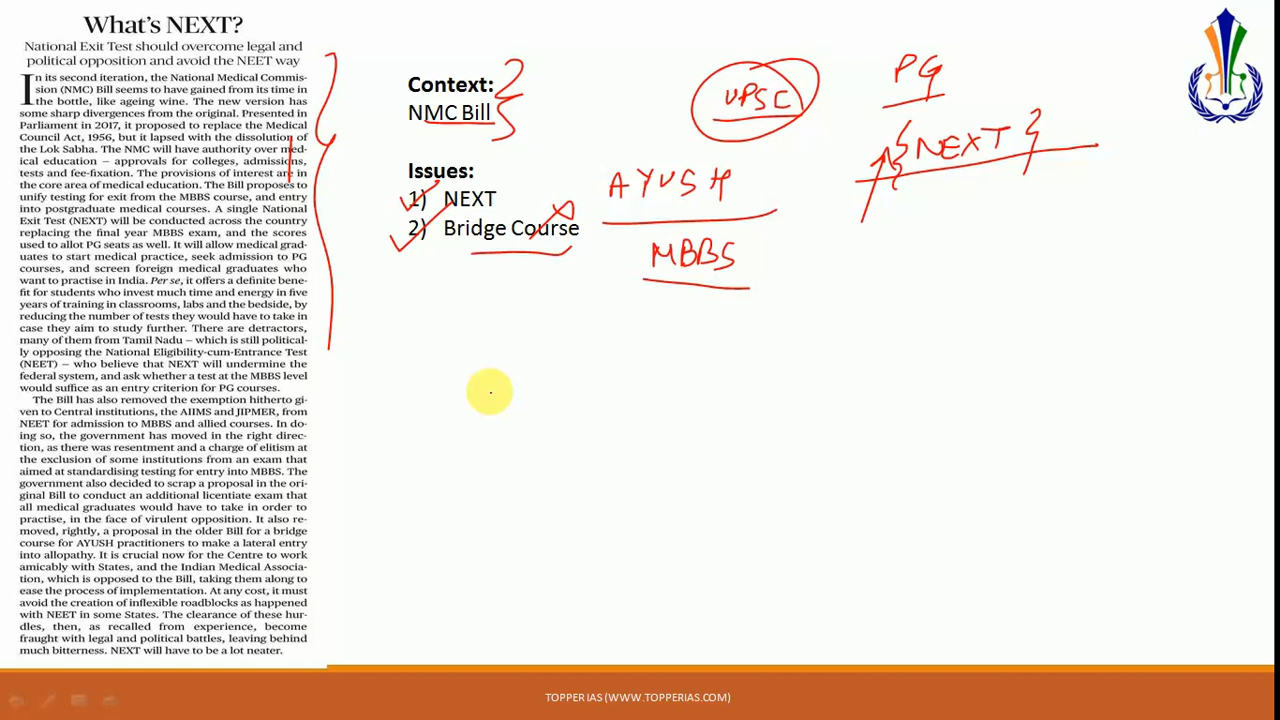 What's NEXT?
National Exit Test should overcome legal and
political opposition and avoid the NEET way
In its second iteration, the National Medical Commis-
sion (NMC) Bill seems to have gained from its time in
the bottle, like ageing wine. The new version has
some sharp divergences from the original. Presented in
Parliament in 2017, it proposed to replace the Medical
Council Act, 1956, but it lapsed with the dissolution of
the Lok Sabha. The NMC will have authority over med-
ical education – approvals for colleges, admissions,
tests and fee-fixation. The provisions of interest are in
the core area of medical education. The Bill proposes to
unify testing for exit from the MBBS course, and entry
into postgraduate medical courses. A single National
Exit Test (NEXT) will be conducted across the country
replacing the final year MBBS exam, and the scores
used to allot PG seats as well. It will allow medical grad-
uates to start medical practice, seek admission to PG
courses, and screen foreign medical graduates who
want to practise in India. Per se, it offers a definite bene-
fit for students who invest much time and energy in five
years of training in classrooms, labs and the bedside, by
reducing the number of tests they would have to take in
case they aim to study further. There are detractors,
many of them from Tamil Nadu – which is still political-
ly opposing the National Eligibility-cum-Entrance Test
(NEET) – who believe that NEXT will undermine the
federal system, and ask whether a test at the MBBS level
would suffice as an entry criterion for PG courses.
The Bill has also removed the exemption hitherto gi-
ven to Central institutions, the AIIMS and JIPMER, from
NEET for admission to MBBS and allied courses. In do-
ing so, the government has moved in the right direc-
tion, as there was resentment and a charge of elitism at
the exclusion of some institutions from an exam that
aimed at standardising testing for entry into MBBS. The
government also decided to scrap a proposal in the ori-
ginal Bill to conduct an additional licentiate exam that
all medical graduates would have to take in order to
practise, in the face of virulent opposition. It also re-
moved, rightly, a proposal in the older Bill for a bridge
course for AYUSH practitioners to make a lateral entry
into allopathy. It is crucial now for the Centre to work
amicably with States, and the Indian Medical Associa-
tion, which is opposed to the Bill, taking them along to
ease the process of implementation. At any cost, it must
avoid the creation of inflexible roadblocks as happened
with NEET in some States. The clearance of these hur-
dles, then, as recalled from experience, become
fraught with legal and political battles, leaving behind
much bitterness. NEXT will have to be a lot neater.
Context:
NMC Bill
Issues:
1) NEXT
2) Bridge Course
AYUSH
MBBS
UPSC
PG
{NEXT}
TOPPER IAS (WWW.TOPPERIAS.COM)